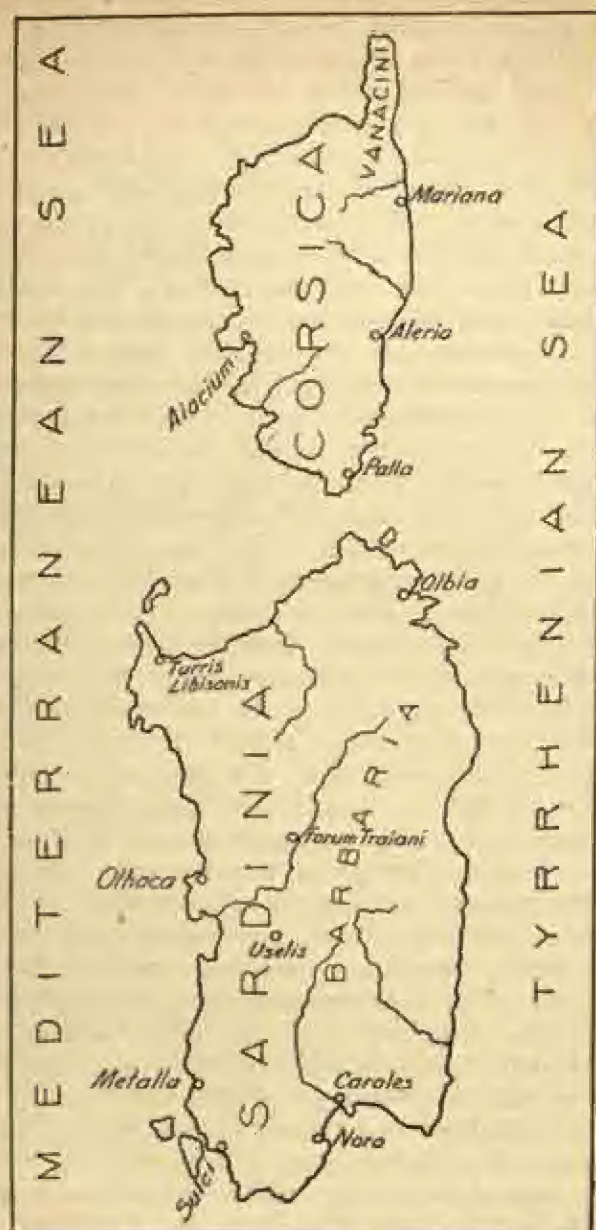 MEDITERRANEAN SEA
TYRRHENIAN SEA
CORSICA
VANACINI
Mariana
Aleria
Alacium
Palla
SARDINIA
BARBARIA
Olbia
Turris
Libisonis
Forum Traiani
Othoca
Uselis
Metalla
Caroles
Nora
Sulci